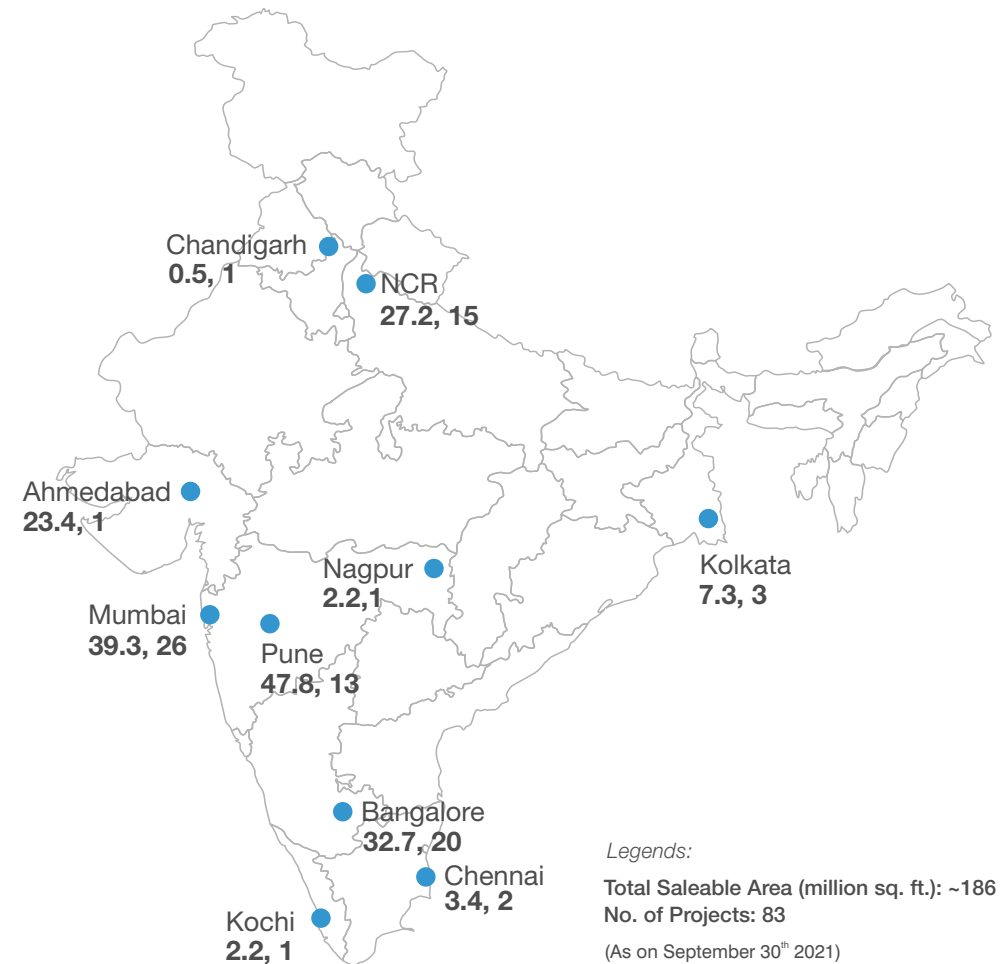 Chandigarh
0.5, 1
NCR
27.2, 15
Ahmedabad
23.4, 1
Nagpur
2.2,1
Kolkata
7.3, 3
Mumbai
39.3, 26
Pune
47.8, 13
Bangalore
32.7, 20
Chennai
3.4, 2
Kochi
2.2, 1
Legends:
Total Saleable Area (million sq. ft.): ~186
No. of Projects: 83
(As on September 30th 2021)